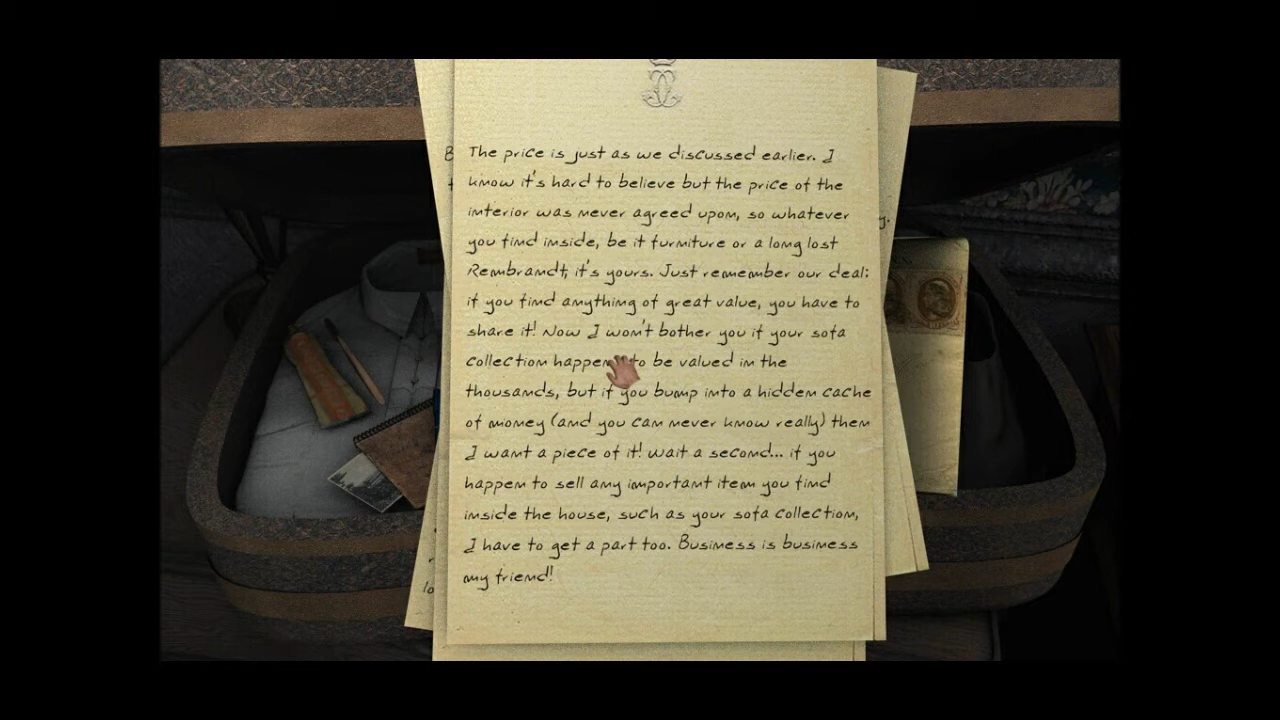 The price is just as we discussed earlier. I
know it's hard to believe but the price of the
interior was never agreed upon, so whatever
you find inside, be it furniture or a long lost
Rembrandt, it's yours. Just remember our deal:
if you find anything of great value, you have to
share it! Now I won't bother you if your sofa
collection happens to be valued in the
thousands, but if you bump into a hidden cache
of money (and you can never know really) then
I want a piece of it! Wait a second... if you
happen to sell any important item you find
inside the house, such as your sofa collection,
I have to get a part too. Business is business
my friend!